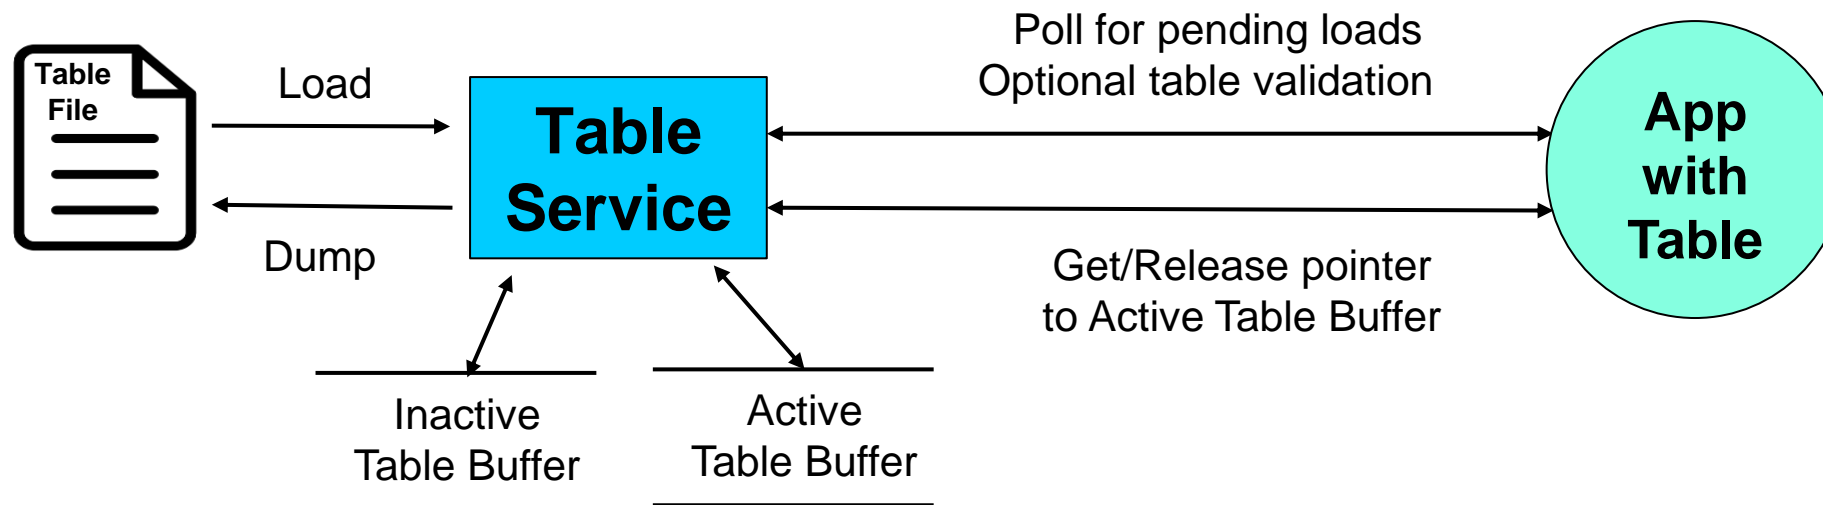 Table
File
Load
Dump
Table
Service
Poll for pending loads
Optional table validation
Get/Release pointer
to Active Table Buffer
App
with
Table
Inactive
Table Buffer
Active
Table Buffer